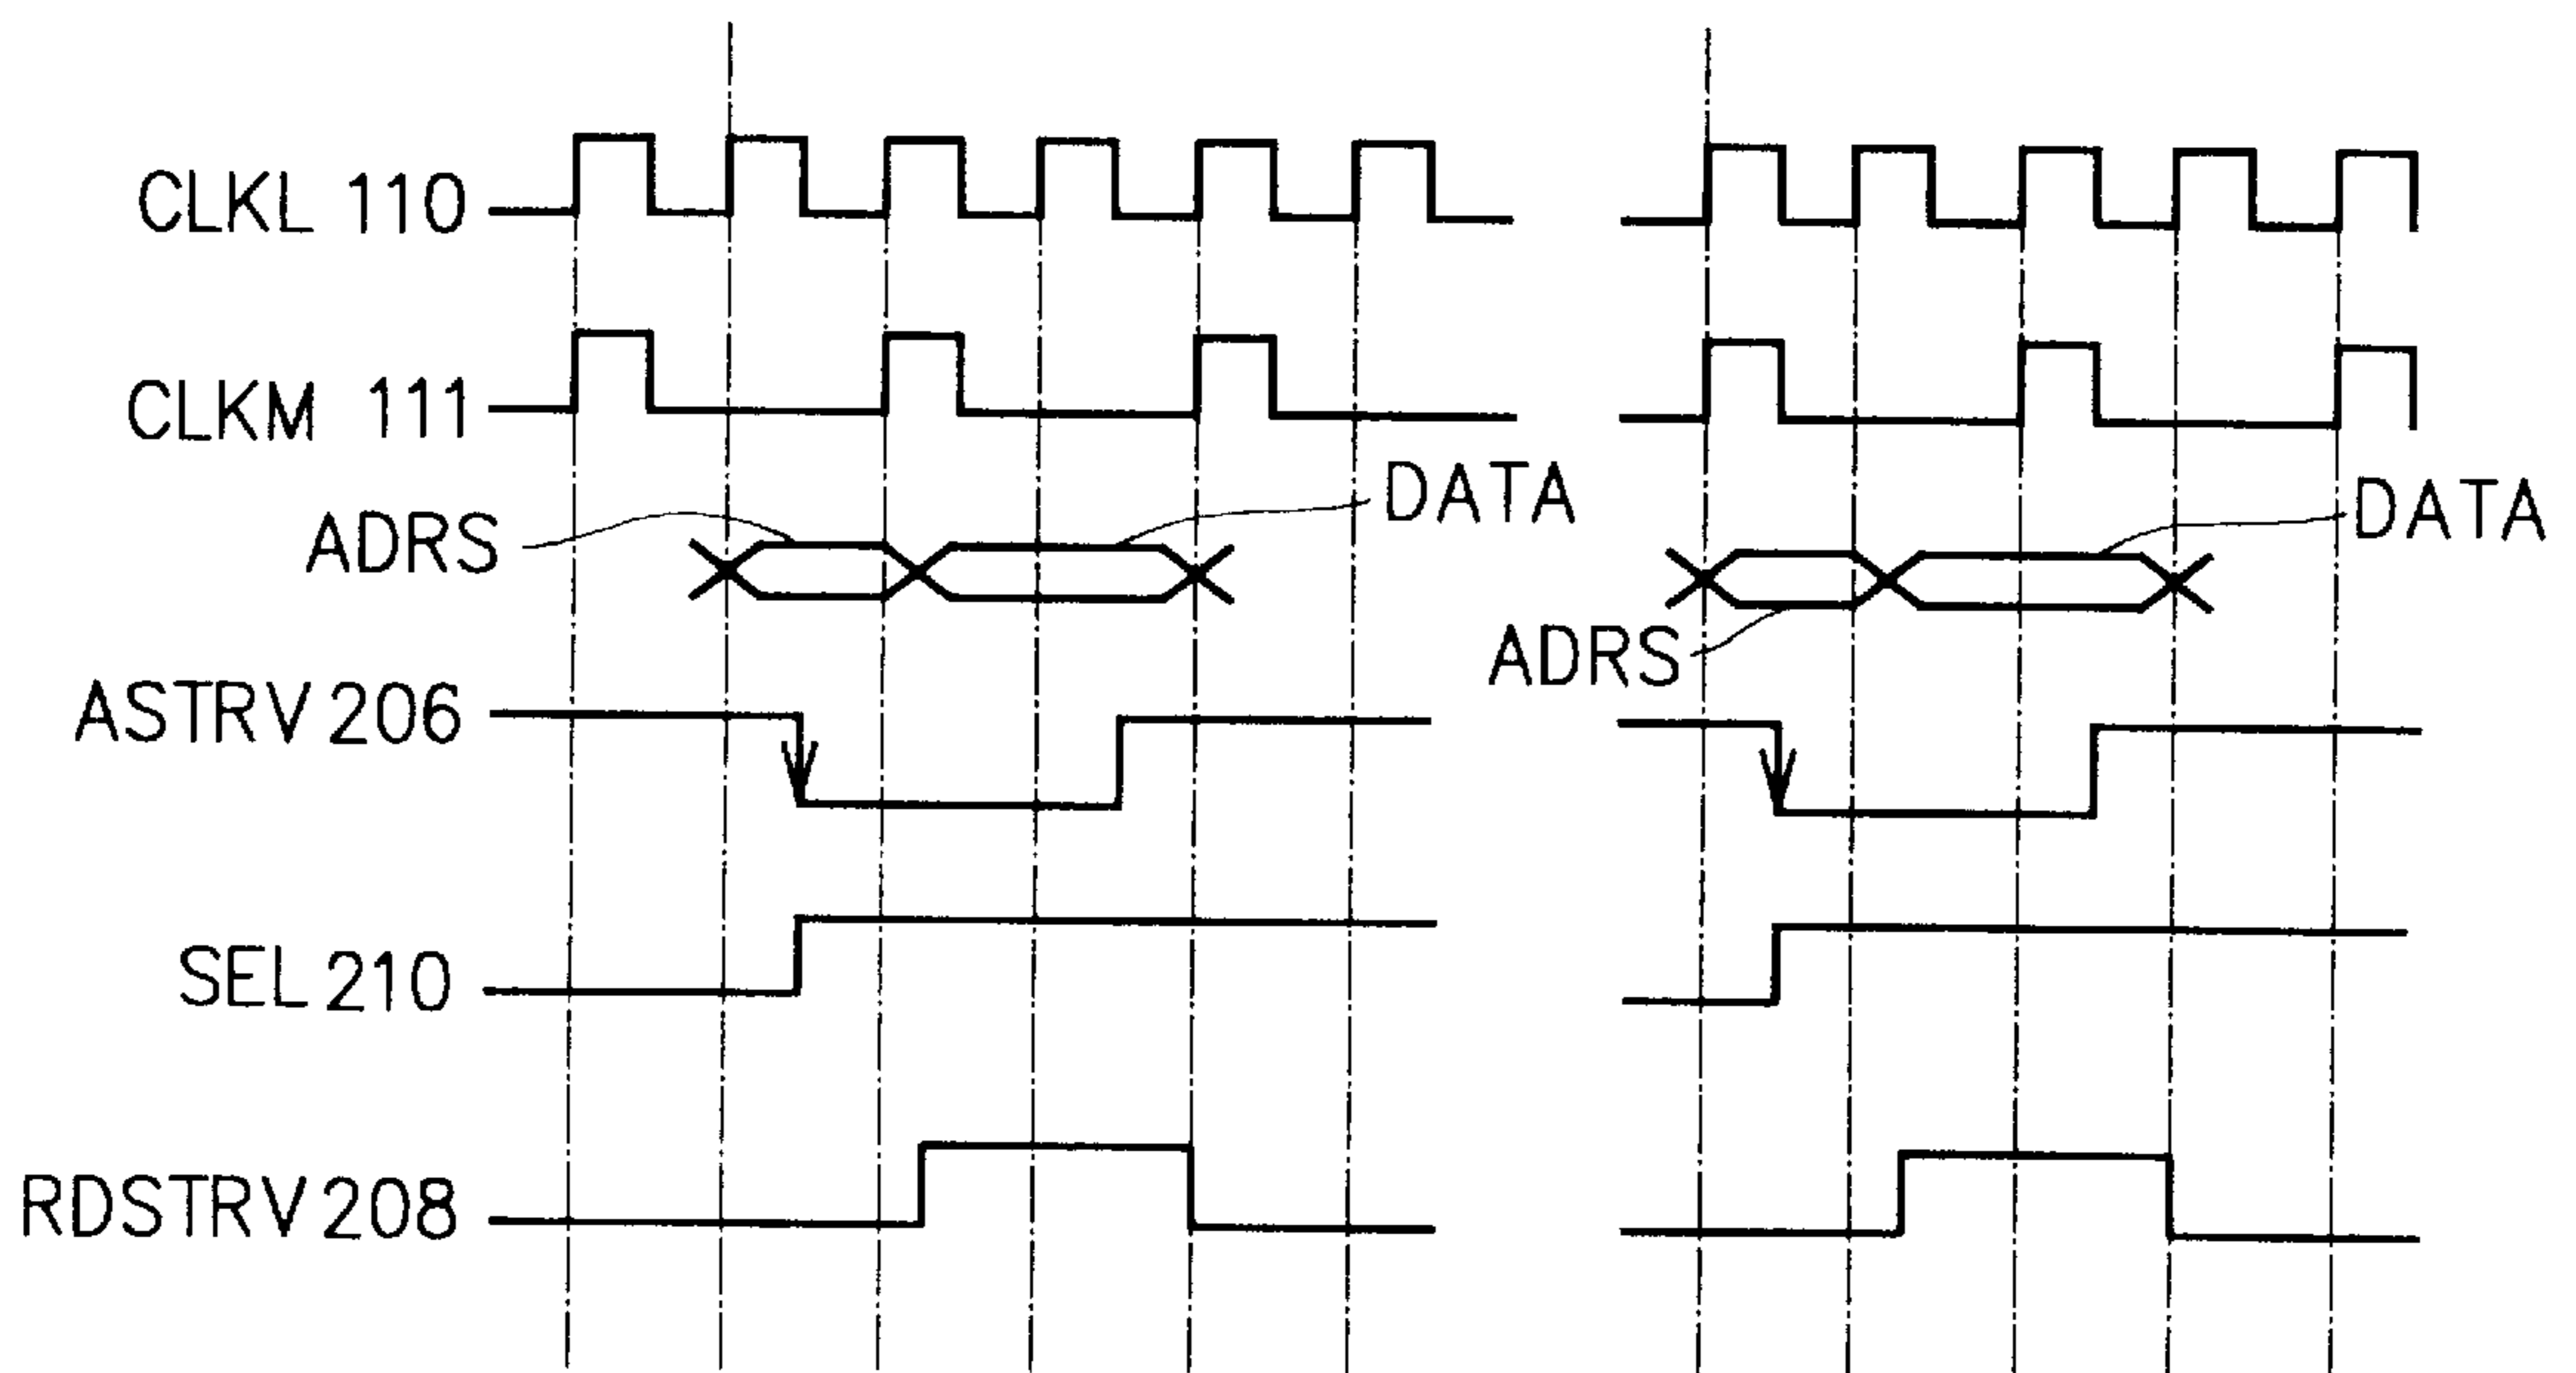 CLKL 110
CLKM 111
ADRS
DATA
DATA
ADRS
ASTRV 206
SEL 210
RDSTRV 208